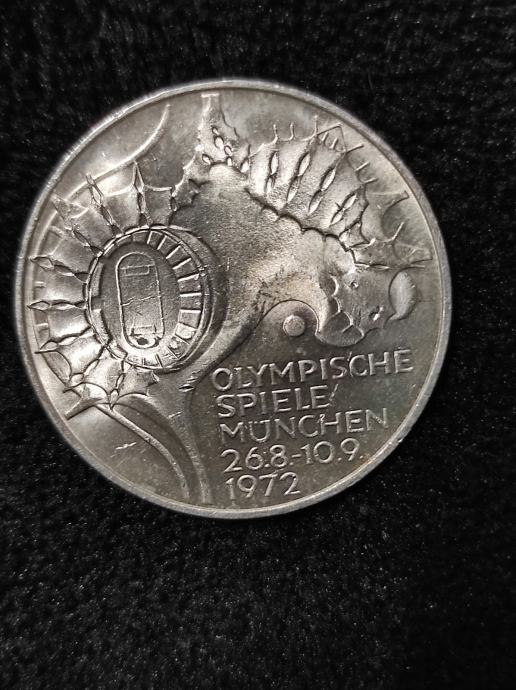 OLYMPISCHE
SPIELE
MÜNCHEN
26.8.-10.9.
1972